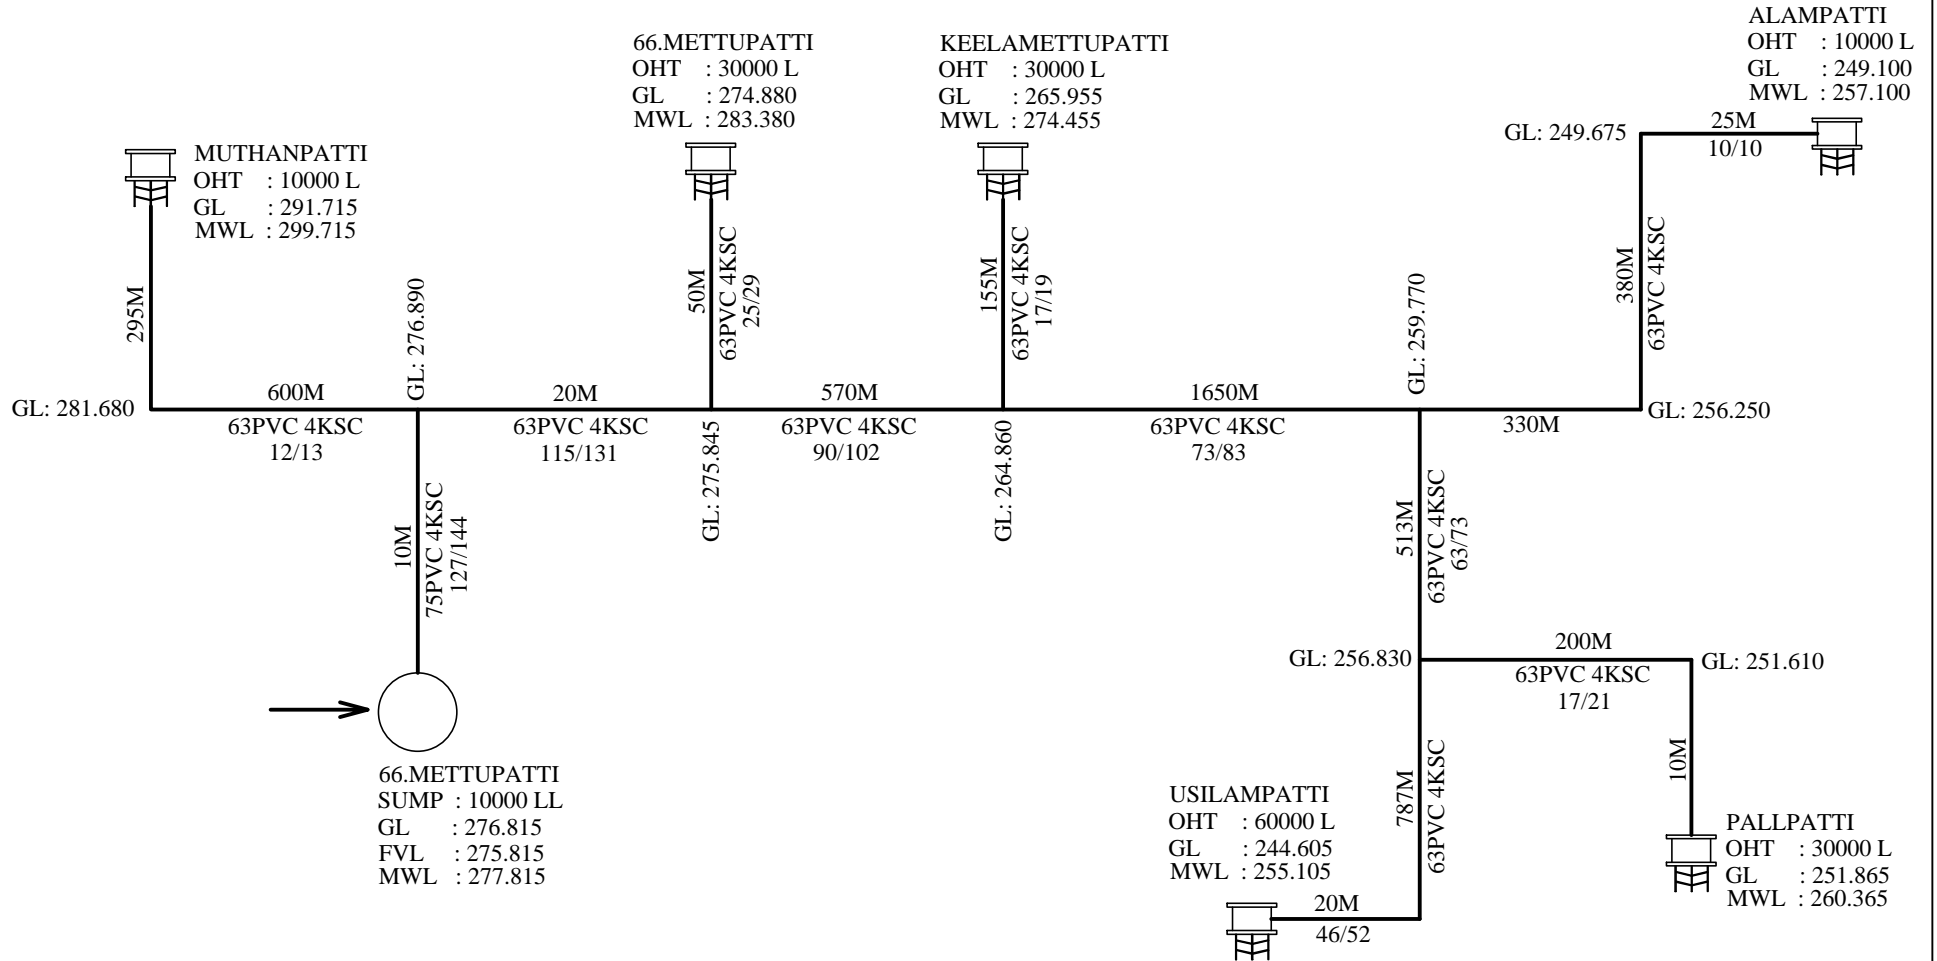 ALAMPATTI
OHT : 10000 L
GL : 249.100
MWL : 257.100
66.METTUPATTI
OHT : 30000 L
GL : 274.880
MWL : 283.380
KEELAMETTUPATTI
OHT : 30000 L
GL : 265.955
MWL : 274.455
MUTHANPATTI
OHT : 10000 L
GL : 291.715
MWL : 299.715
GL: 249.675
25M
10/10
295M
GL: 276.890
50M
63PVC 4KSC
25/29
155M
63PVC 4KSC
17/19
GL: 259.770
380M
63PVC 4KSC
GL: 281.680
600M
63PVC 4KSC
12/13
20M
63PVC 4KSC
115/131
570M
63PVC 4KSC
90/102
1650M
63PVC 4KSC
73/83
330M
GL: 256.250
GL: 275.845
GL: 264.860
10M
75PVC 4KSC
127/144
513M
63PVC 4KSC
63/73
GL: 256.830
200M
63PVC 4KSC
17/21
GL: 251.610
66.METTUPATTI
SUMP : 10000 LL
GL : 276.815
FVL : 275.815
MWL : 277.815
USILAMPATTI
OHT : 60000 L
GL : 244.605
MWL : 255.105
787M
63PVC 4KSC
10M
PALLPATTI
OHT : 30000 L
GL : 251.865
MWL : 260.365
20M
46/52